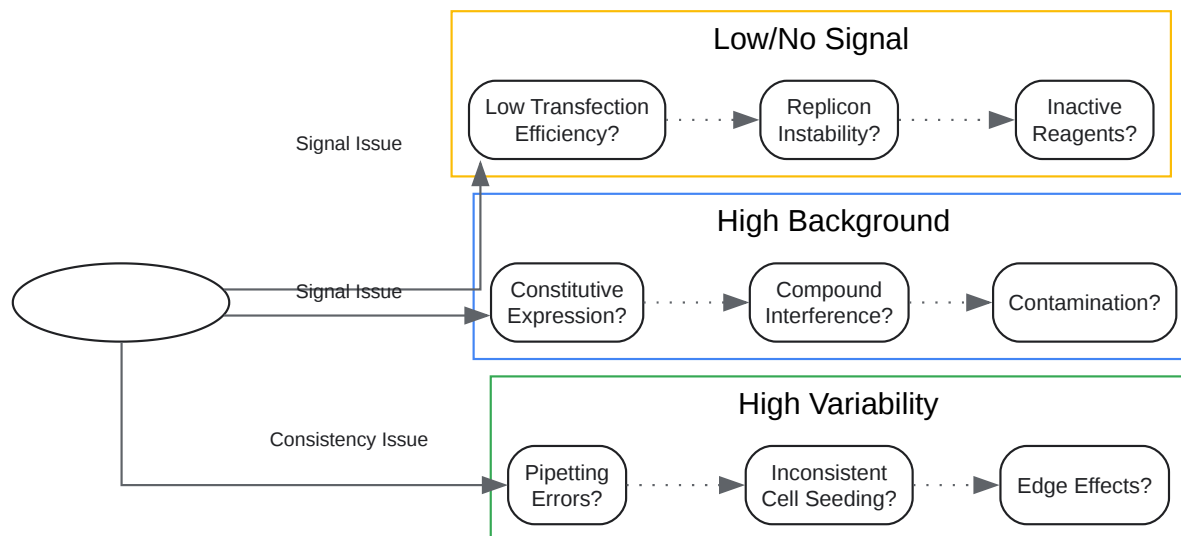 Low/No Signal
Low Transfection
Efficiency?
Replicon
Instability?
Inactive
Reagents?
Signal Issue
High Background
Signal Issue
Constitutive
Expression?
Compound
Interference?
Contamination?
High Variability
Consistency Issue
Pipetting
Errors?
Inconsistent
Cell Seeding?
Edge Effects?